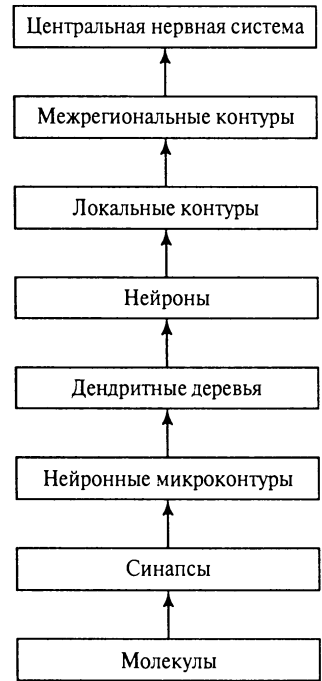 Центральная нервная система
Межрегиональные контуры
Локальные контуры
Нейроны
Дендритные деревья
Нейронные микроконтуры
Синапсы
Молекулы